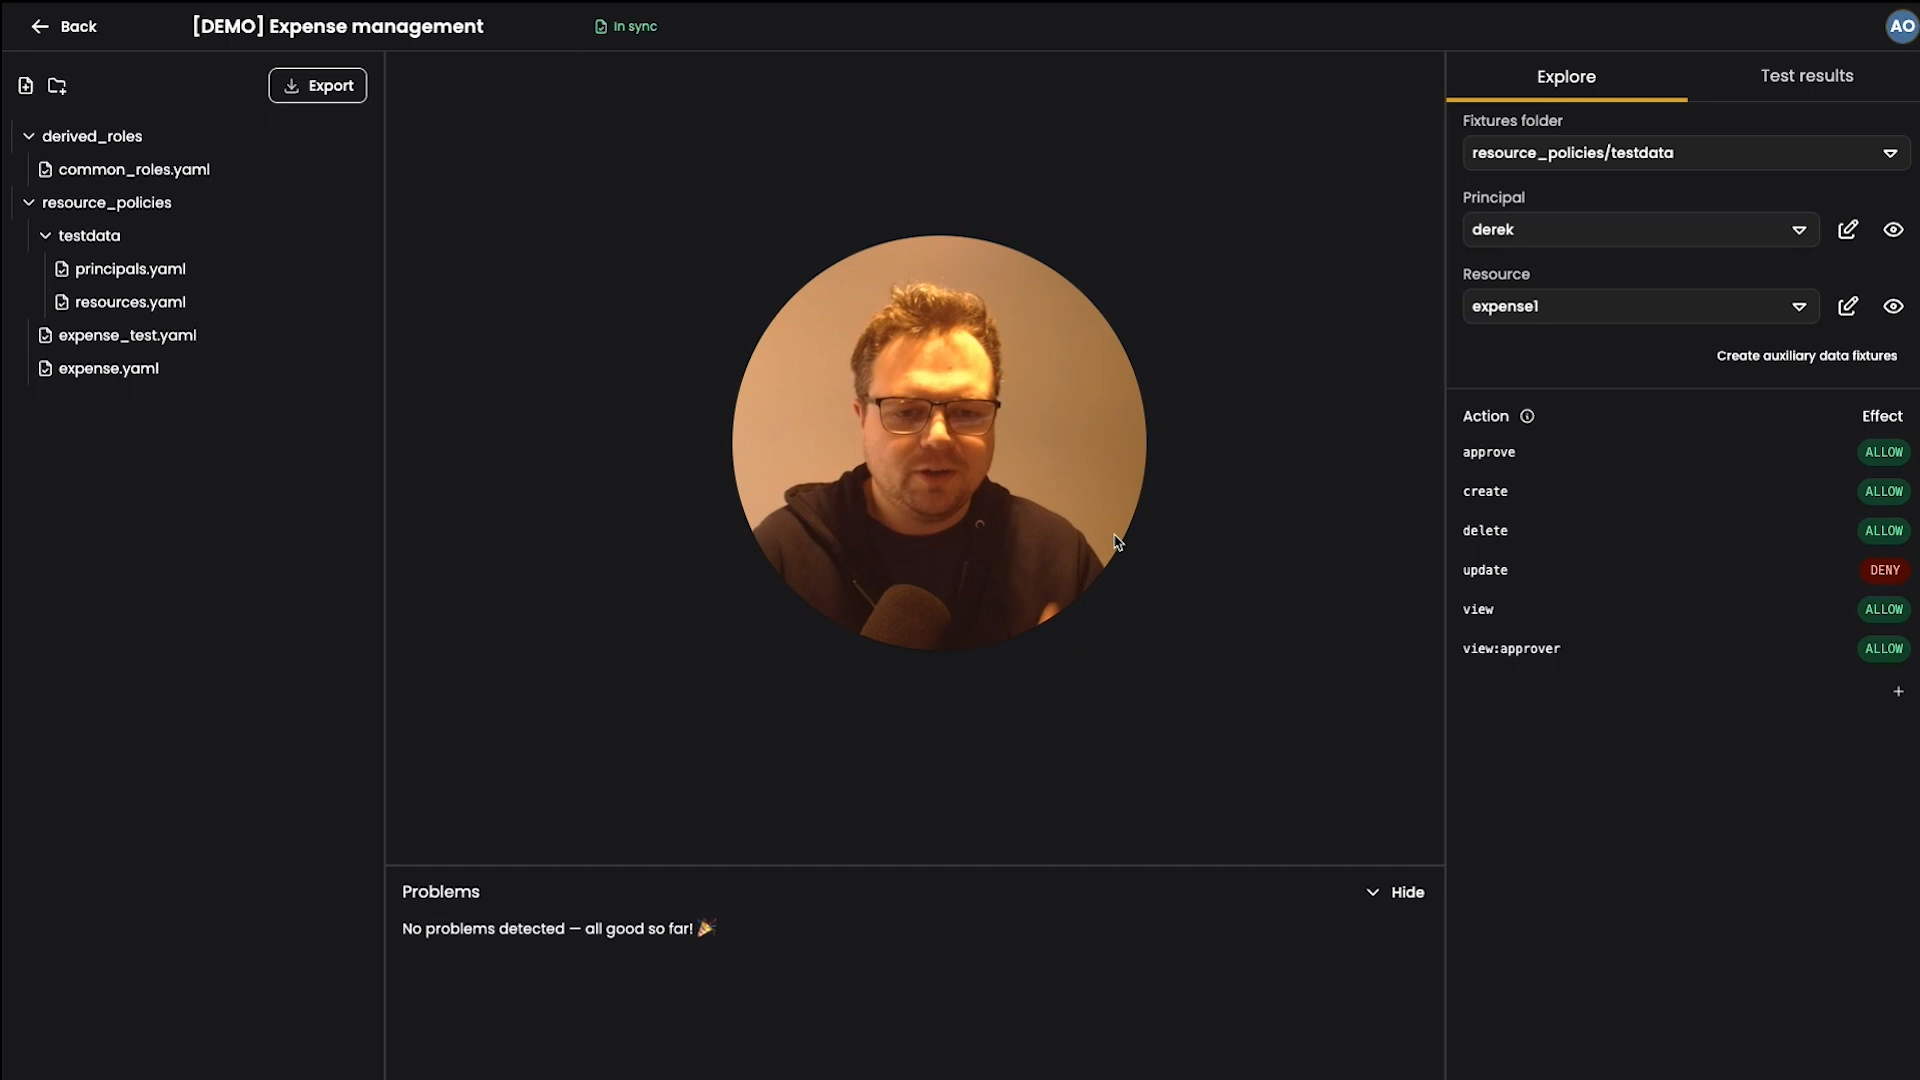 Back
[DEMO] Expense management
In sync
AO
Export
derived_roles
common_roles.yaml
resource_policies
testdata
principals.yaml
resources.yaml
expense_test.yaml
expense.yaml
Problems
Hide
No problems detected — all good so far! 🎉
Explore
Test results
Fixtures folder
resource_policies/testdata
Principal
derek
Resource
expense1
Create auxiliary data fixtures
Action
Effect
approve ALLOW
create ALLOW
delete ALLOW
update DENY
view ALLOW
view:approver ALLOW